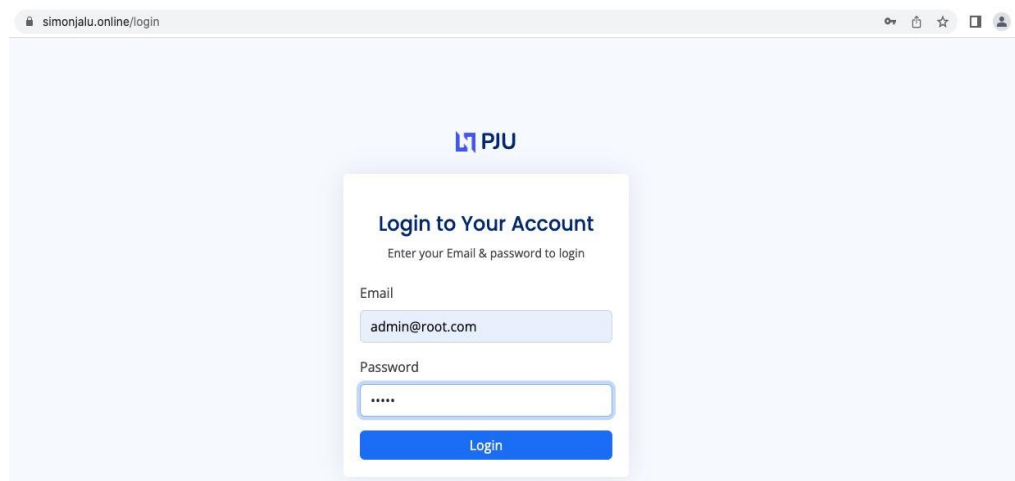 simonjalu.online/login
PJU
Login to Your Account
Enter your Email & password to login
Email
admin@root.com
Password
•••••
Login